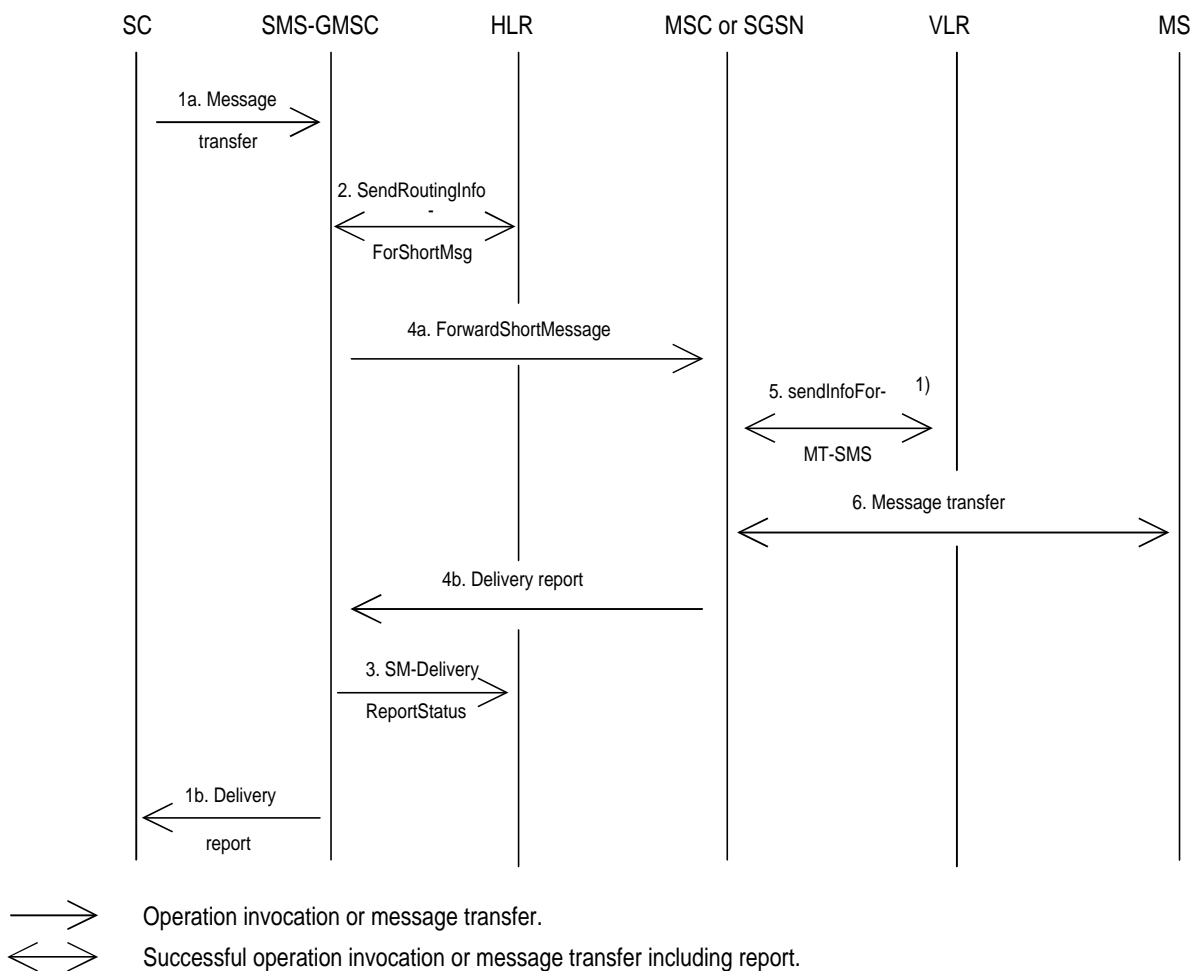 SC SMS-GMSC HLR MSC or SGSN VLR MS
1a. Message
transfer
2. SendRoutingInfo
-
ForShortMsg
4a. ForwardShortMessage
5. sendInfoFor- 1)
MT-SMS
6. Message transfer
4b. Delivery report
3. SM-Delivery
ReportStatus
1b. Delivery
report
Operation invocation or message transfer.
Successful operation invocation or message transfer including report.